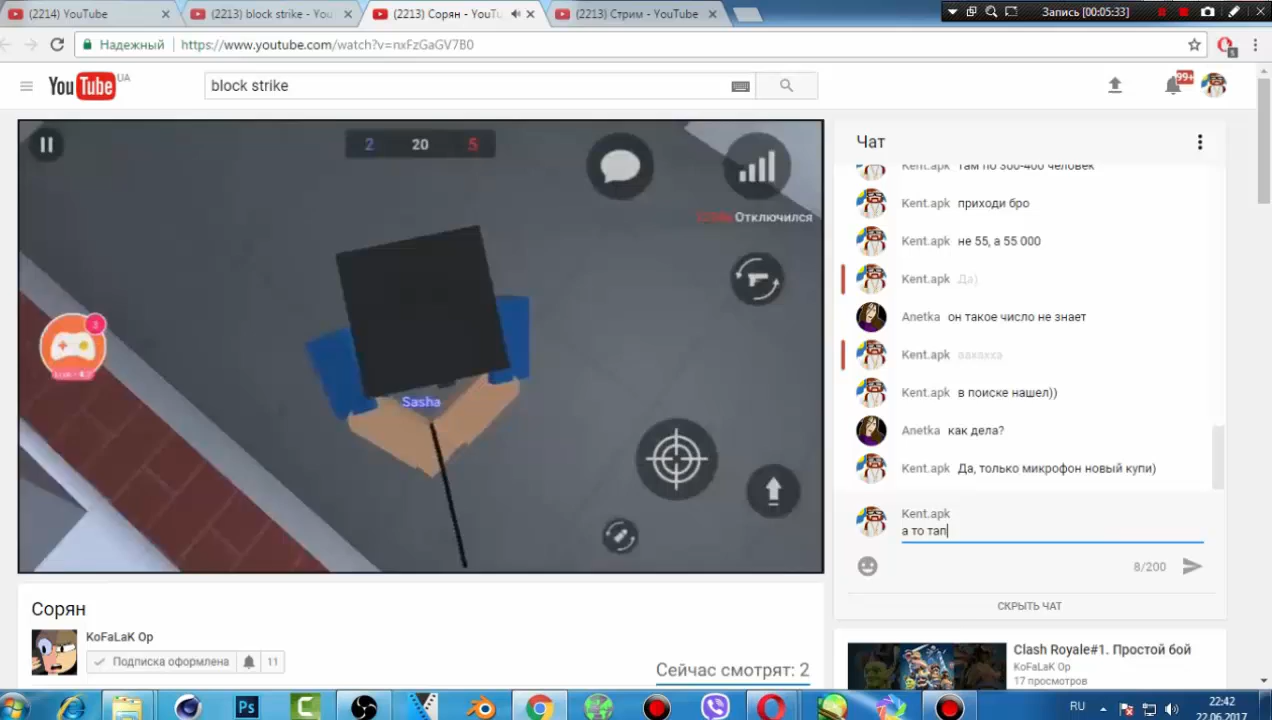 (2214) YouTube
(2213) block strike - You
(2213) Сорян - YouTu
(2213) Стрим - YouTube
Запись [00:05:33]
Надежный
https://www.youtube.com/watch?v=nxFzGaGV7B0
5
YouTube UA
block strike
99+
2 20 5
Отключился
3
Sasha
Чат
Kent.apk там по 300-400 человек
Kent.apk приходи бро
Kent.apk не 55, а 55 000
Kent.apk Да)
Anetka он такое число не знает
Kent.apk аахахха
Kent.apk в поиске нашел))
Anetka как дела?
Kent.apk Да, только микрофон новый купи)
Kent.apk
а то тап
8/200
СКРЫТЬ ЧАТ
Сорян
KoFaLaK Op
Подписка оформлена 11
Сейчас смотрят: 2
Clash Royale#1. Простой бой
KoFaLaK Op
17 просмотров
Ps
RU
22:42
22.06.2017